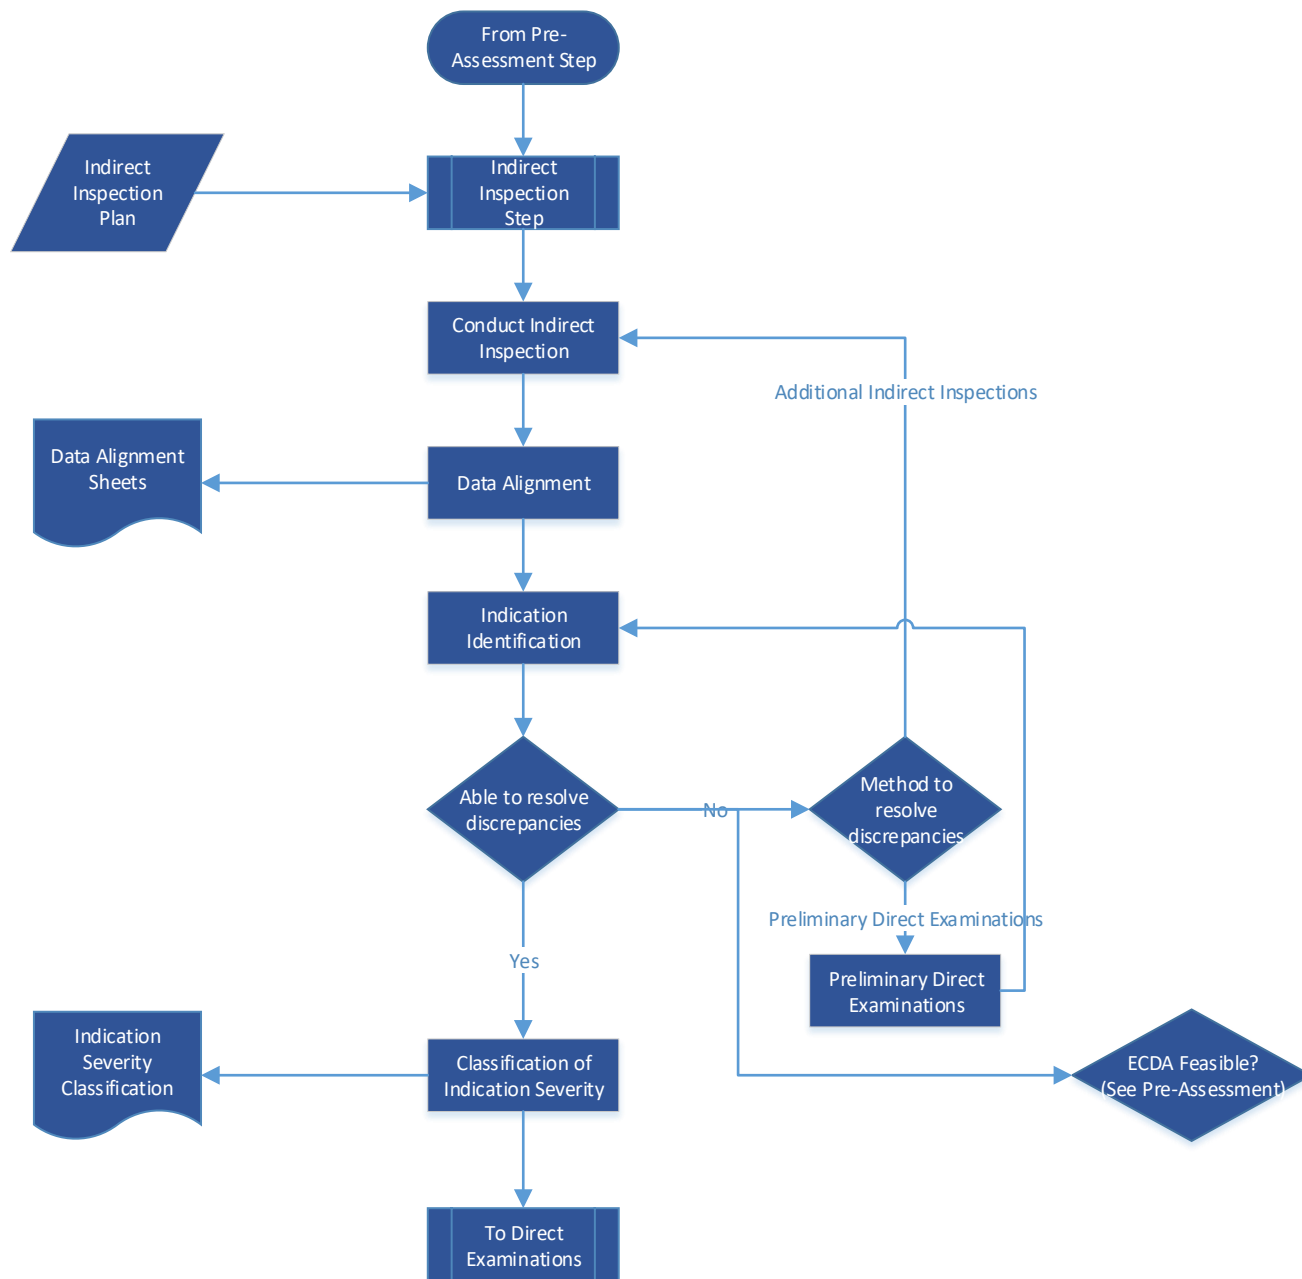 From Pre-
Assessment Step
Indirect
Inspection
Plan
Indirect
Inspection
Step
Conduct Indirect
Inspection
Additional Indirect Inspections
Data Alignment
Sheets
Data Alignment
Indication
Identification
Able to resolve
discrepancies
No
Method to
resolve
discrepancies
Preliminary Direct Examinations
Yes
Preliminary Direct
Examinations
Indication
Severity
Classification
Classification of
Indication Severity
ECDA Feasible?
(See Pre-Assessment)
To Direct
Examinations